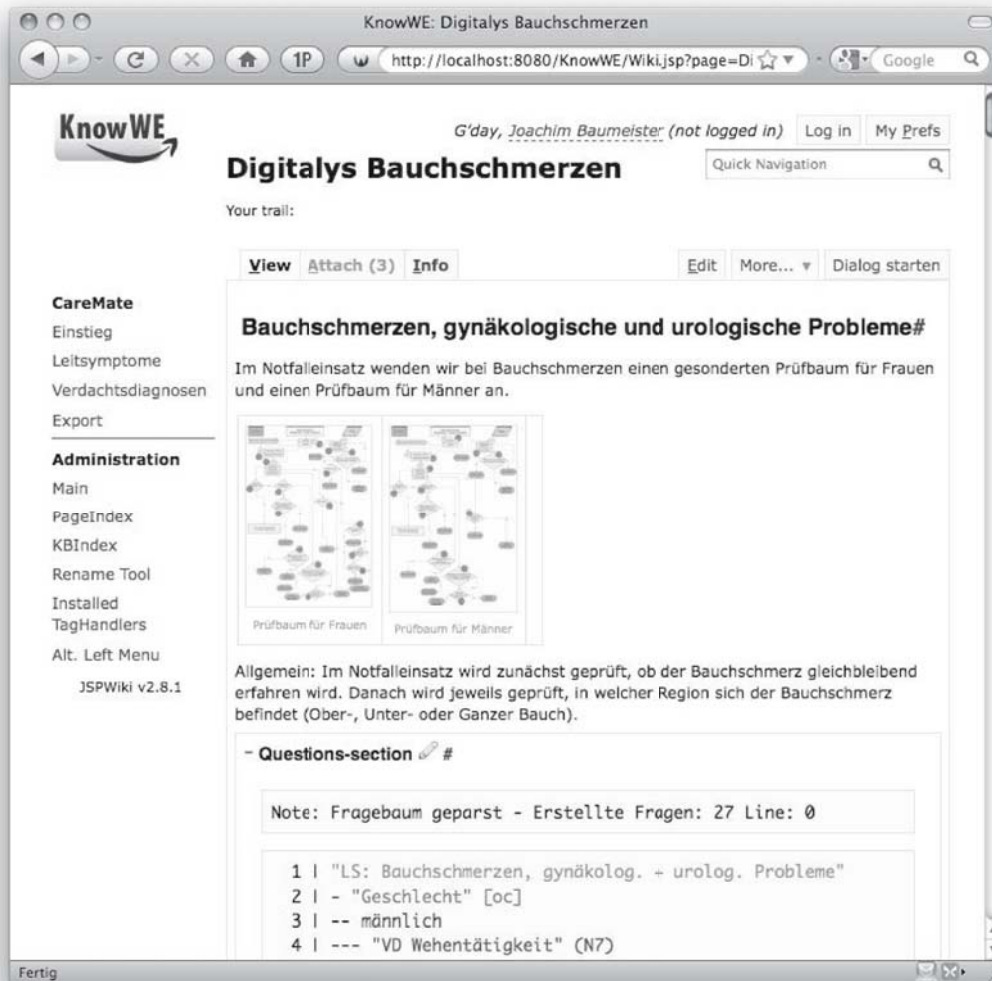 KnowWE: Digitalys Bauchschmerzen
1P
http://localhost:8080/KnowWE/Wiki.jsp?page=Di
Google
KnowWE
G'day, Joachim Baumeister (not logged in) Log in My Prefs
Digitalys Bauchschmerzen
Quick Navigation
Your trail:
View Attach (3) Info Edit More... ▼ Dialog starten
CareMate
Einstieg
Leitsymptome
Verdachtsdiagnosen
Export
Administration
Main
PageIndex
KBIndex
Rename Tool
Installed
TagHandlers
Alt. Left Menu
JSPWiki v2.8.1
Bauchschmerzen, gynäkologische und urologische Probleme#
Im Notfalleinsatz wenden wir bei Bauchschmerzen einen gesonderten Prüfbaum für Frauen
und einen Prüfbaum für Männer an.
Prüfbaum für Frauen Prüfbaum für Männer
Allgemein: Im Notfalleinsatz wird zunächst geprüft, ob der Bauchschmerz gleichbleibend
erfahren wird. Danach wird jeweils geprüft, in welcher Region sich der Bauchschmerz
befindet (Ober-, Unter- oder Ganzer Bauch).
- Questions-section #
Note: Fragebaum geparst - Erstellte Fragen: 27 Line: 0
1 | "LS: Bauchschmerzen, gynäkolog. + urolog. Probleme"
2 | - "Geschlecht" [oc]
3 | -- männlich
4 | --- "VD Wehentätigkeit" (N7)
Fertig